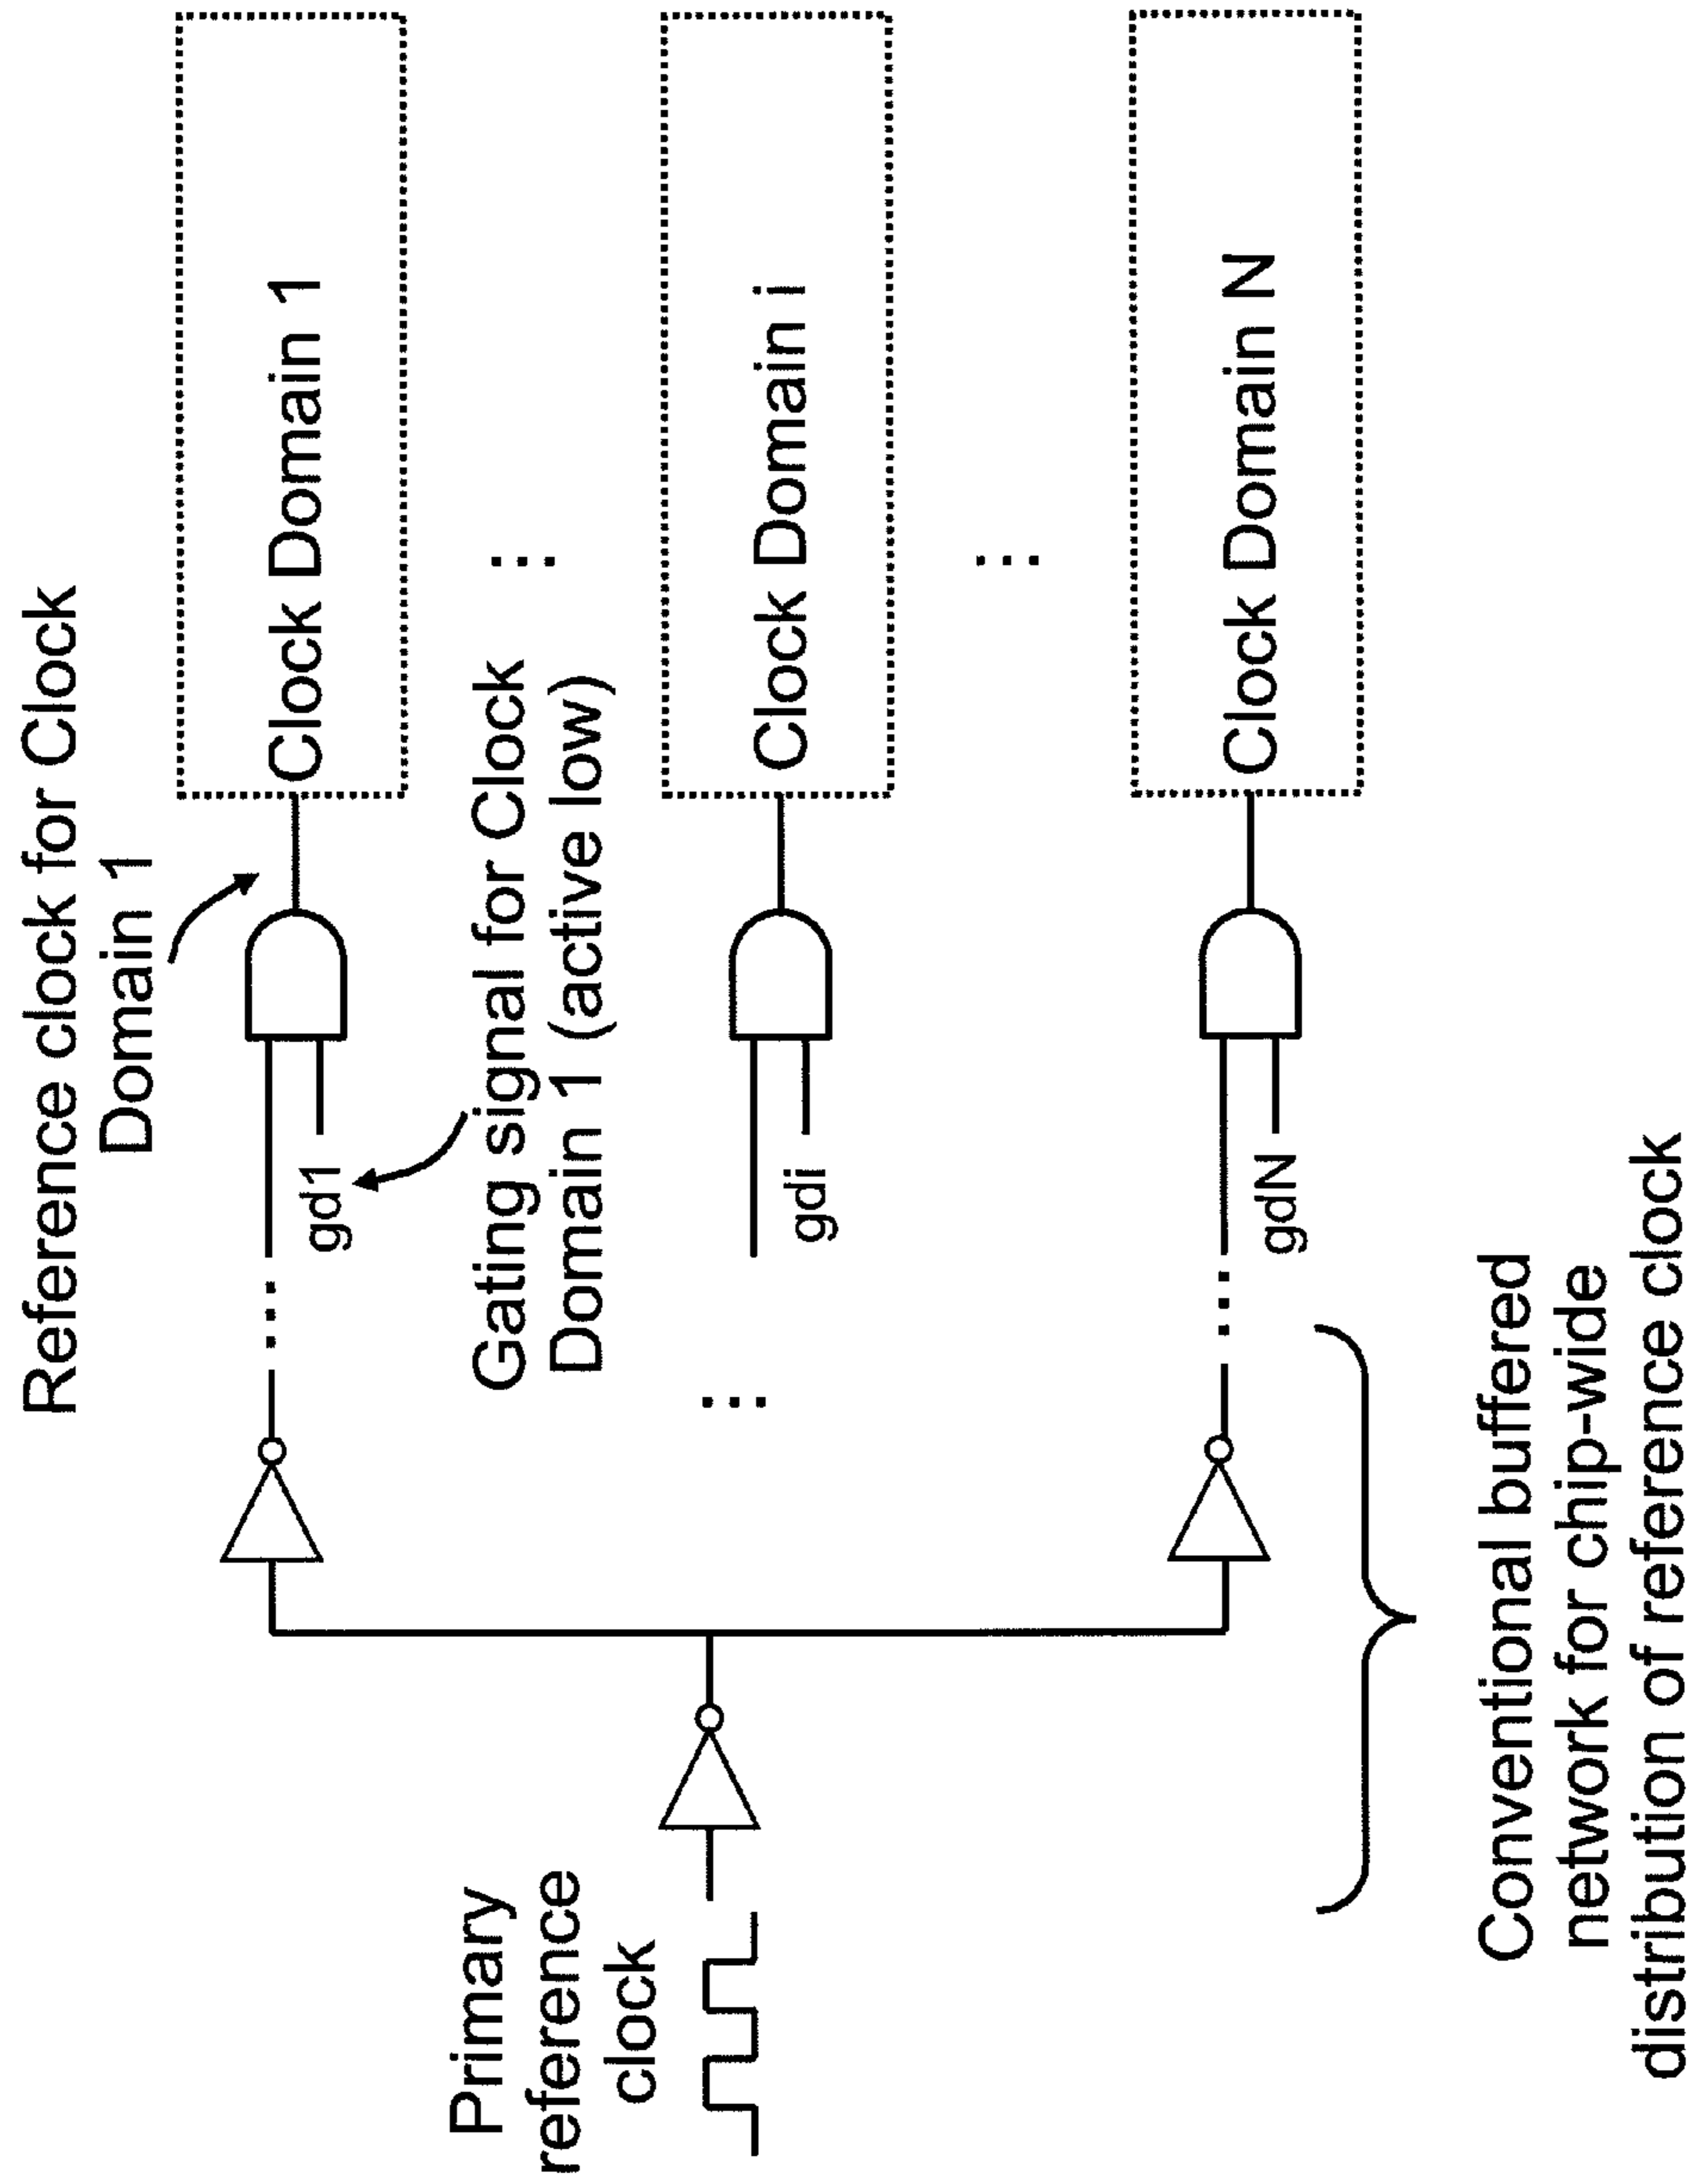 Reference clock for Clock
Domain 1
Clock Domain 1
gd1
Gating signal for Clock
Domain 1 (active low)
Primary
reference
clock
gdi
Clock Domain i
gdN
Clock Domain N
Conventional buffered
network for chip-wide
distribution of reference clock